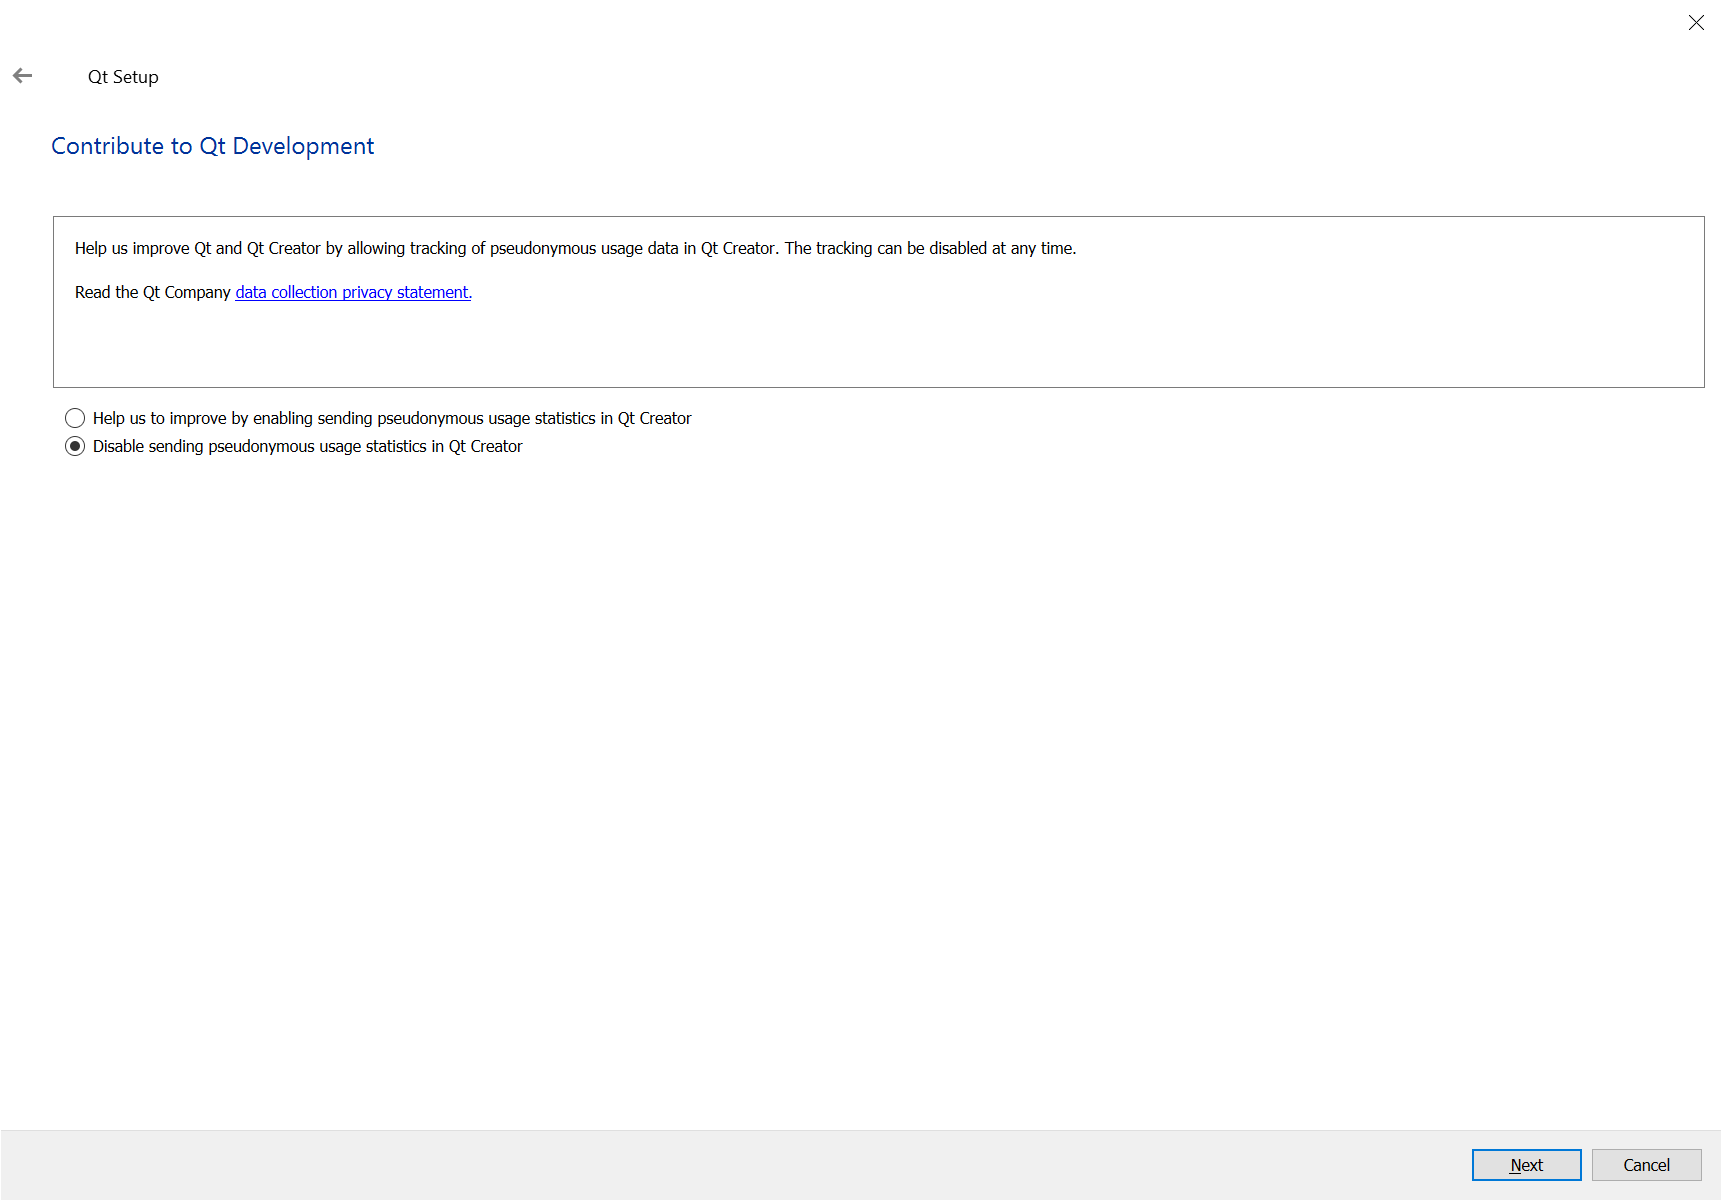 Qt Setup
Contribute to Qt Development
Help us improve Qt and Qt Creator by allowing tracking of pseudonymous usage data in Qt Creator. The tracking can be disabled at any time.
Read the Qt Company data collection privacy statement.
Help us to improve by enabling sending pseudonymous usage statistics in Qt Creator
Disable sending pseudonymous usage statistics in Qt Creator
Next Cancel